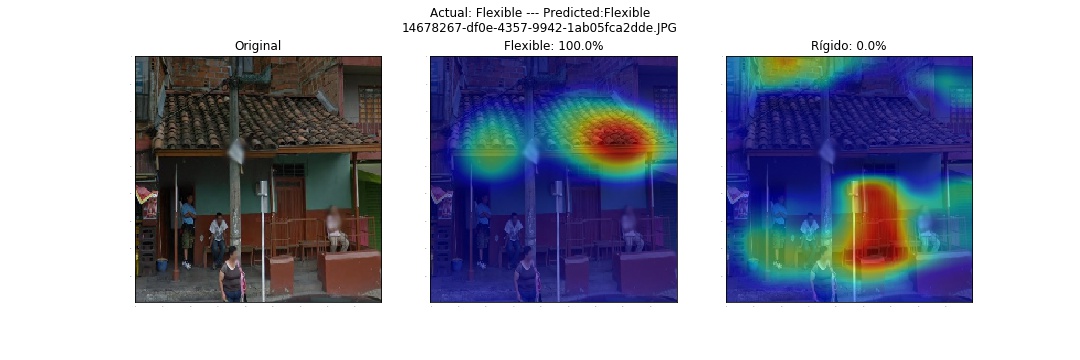 Actual: Flexible --- Predicted:Flexible
14678267-df0e-4357-9942-1ab05fca2dde.JPG
Original
Flexible: 100.0%
Rígido: 0.0%